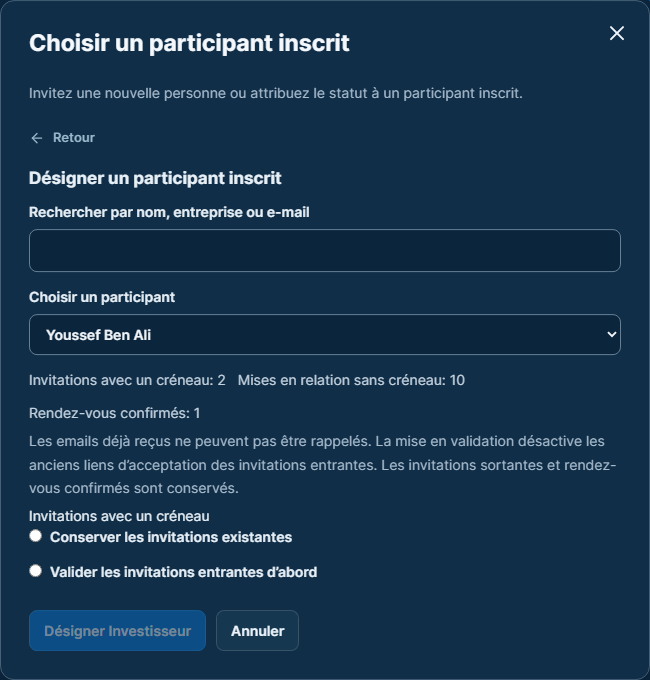 Choisir un participant inscrit
Invitez une nouvelle personne ou attribuez le statut à un participant inscrit.
← Retour
Désigner un participant inscrit
Rechercher par nom, entreprise ou e-mail
Choisir un participant
Youssef Ben Ali
Invitations avec un créneau: 2 Mises en relation sans créneau: 10
Rendez-vous confirmés: 1
Les emails déjà reçus ne peuvent pas être rappelés. La mise en validation désactive les
anciens liens d’acceptation des invitations entrantes. Les invitations sortantes et rendez-
vous confirmés sont conservés.
Invitations avec un créneau
Conserver les invitations existantes
Valider les invitations entrantes d’abord
Désigner Investisseur Annuler